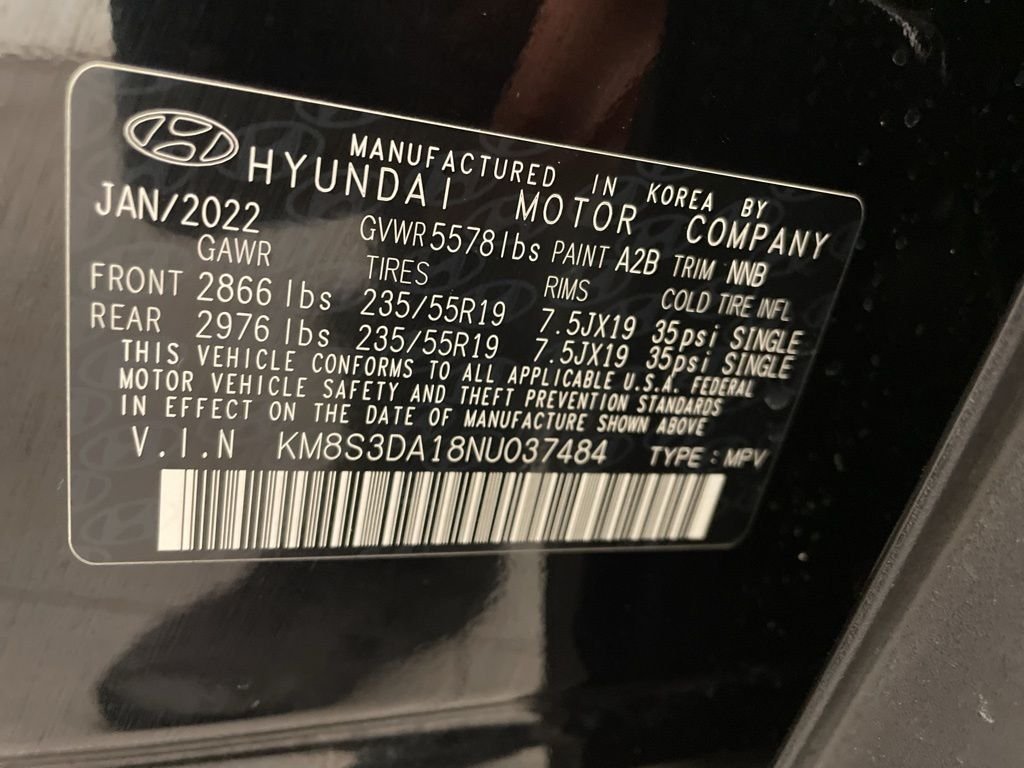 MANUFACTURED IN KOREA BY
HYUNDAI MOTOR COMPANY
JAN/2022 GVWR 5578 lbs PAINT A2B TRIM NNB
GAWR TIRES RIMS COLD TIRE INFL
FRONT 2866 lbs 235/55R19 7.5JX19 35psi SINGLE
REAR 2976 lbs 235/55R19 7.5JX19 35psi SINGLE
THIS VEHICLE CONFORMS TO ALL APPLICABLE U.S.A. FEDERAL
MOTOR VEHICLE SAFETY AND THEFT PREVENTION STANDARDS
IN EFFECT ON THE DATE OF MANUFACTURE SHOWN ABOVE
V.I.N KM8S3DA18NU037484 TYPE : MPV